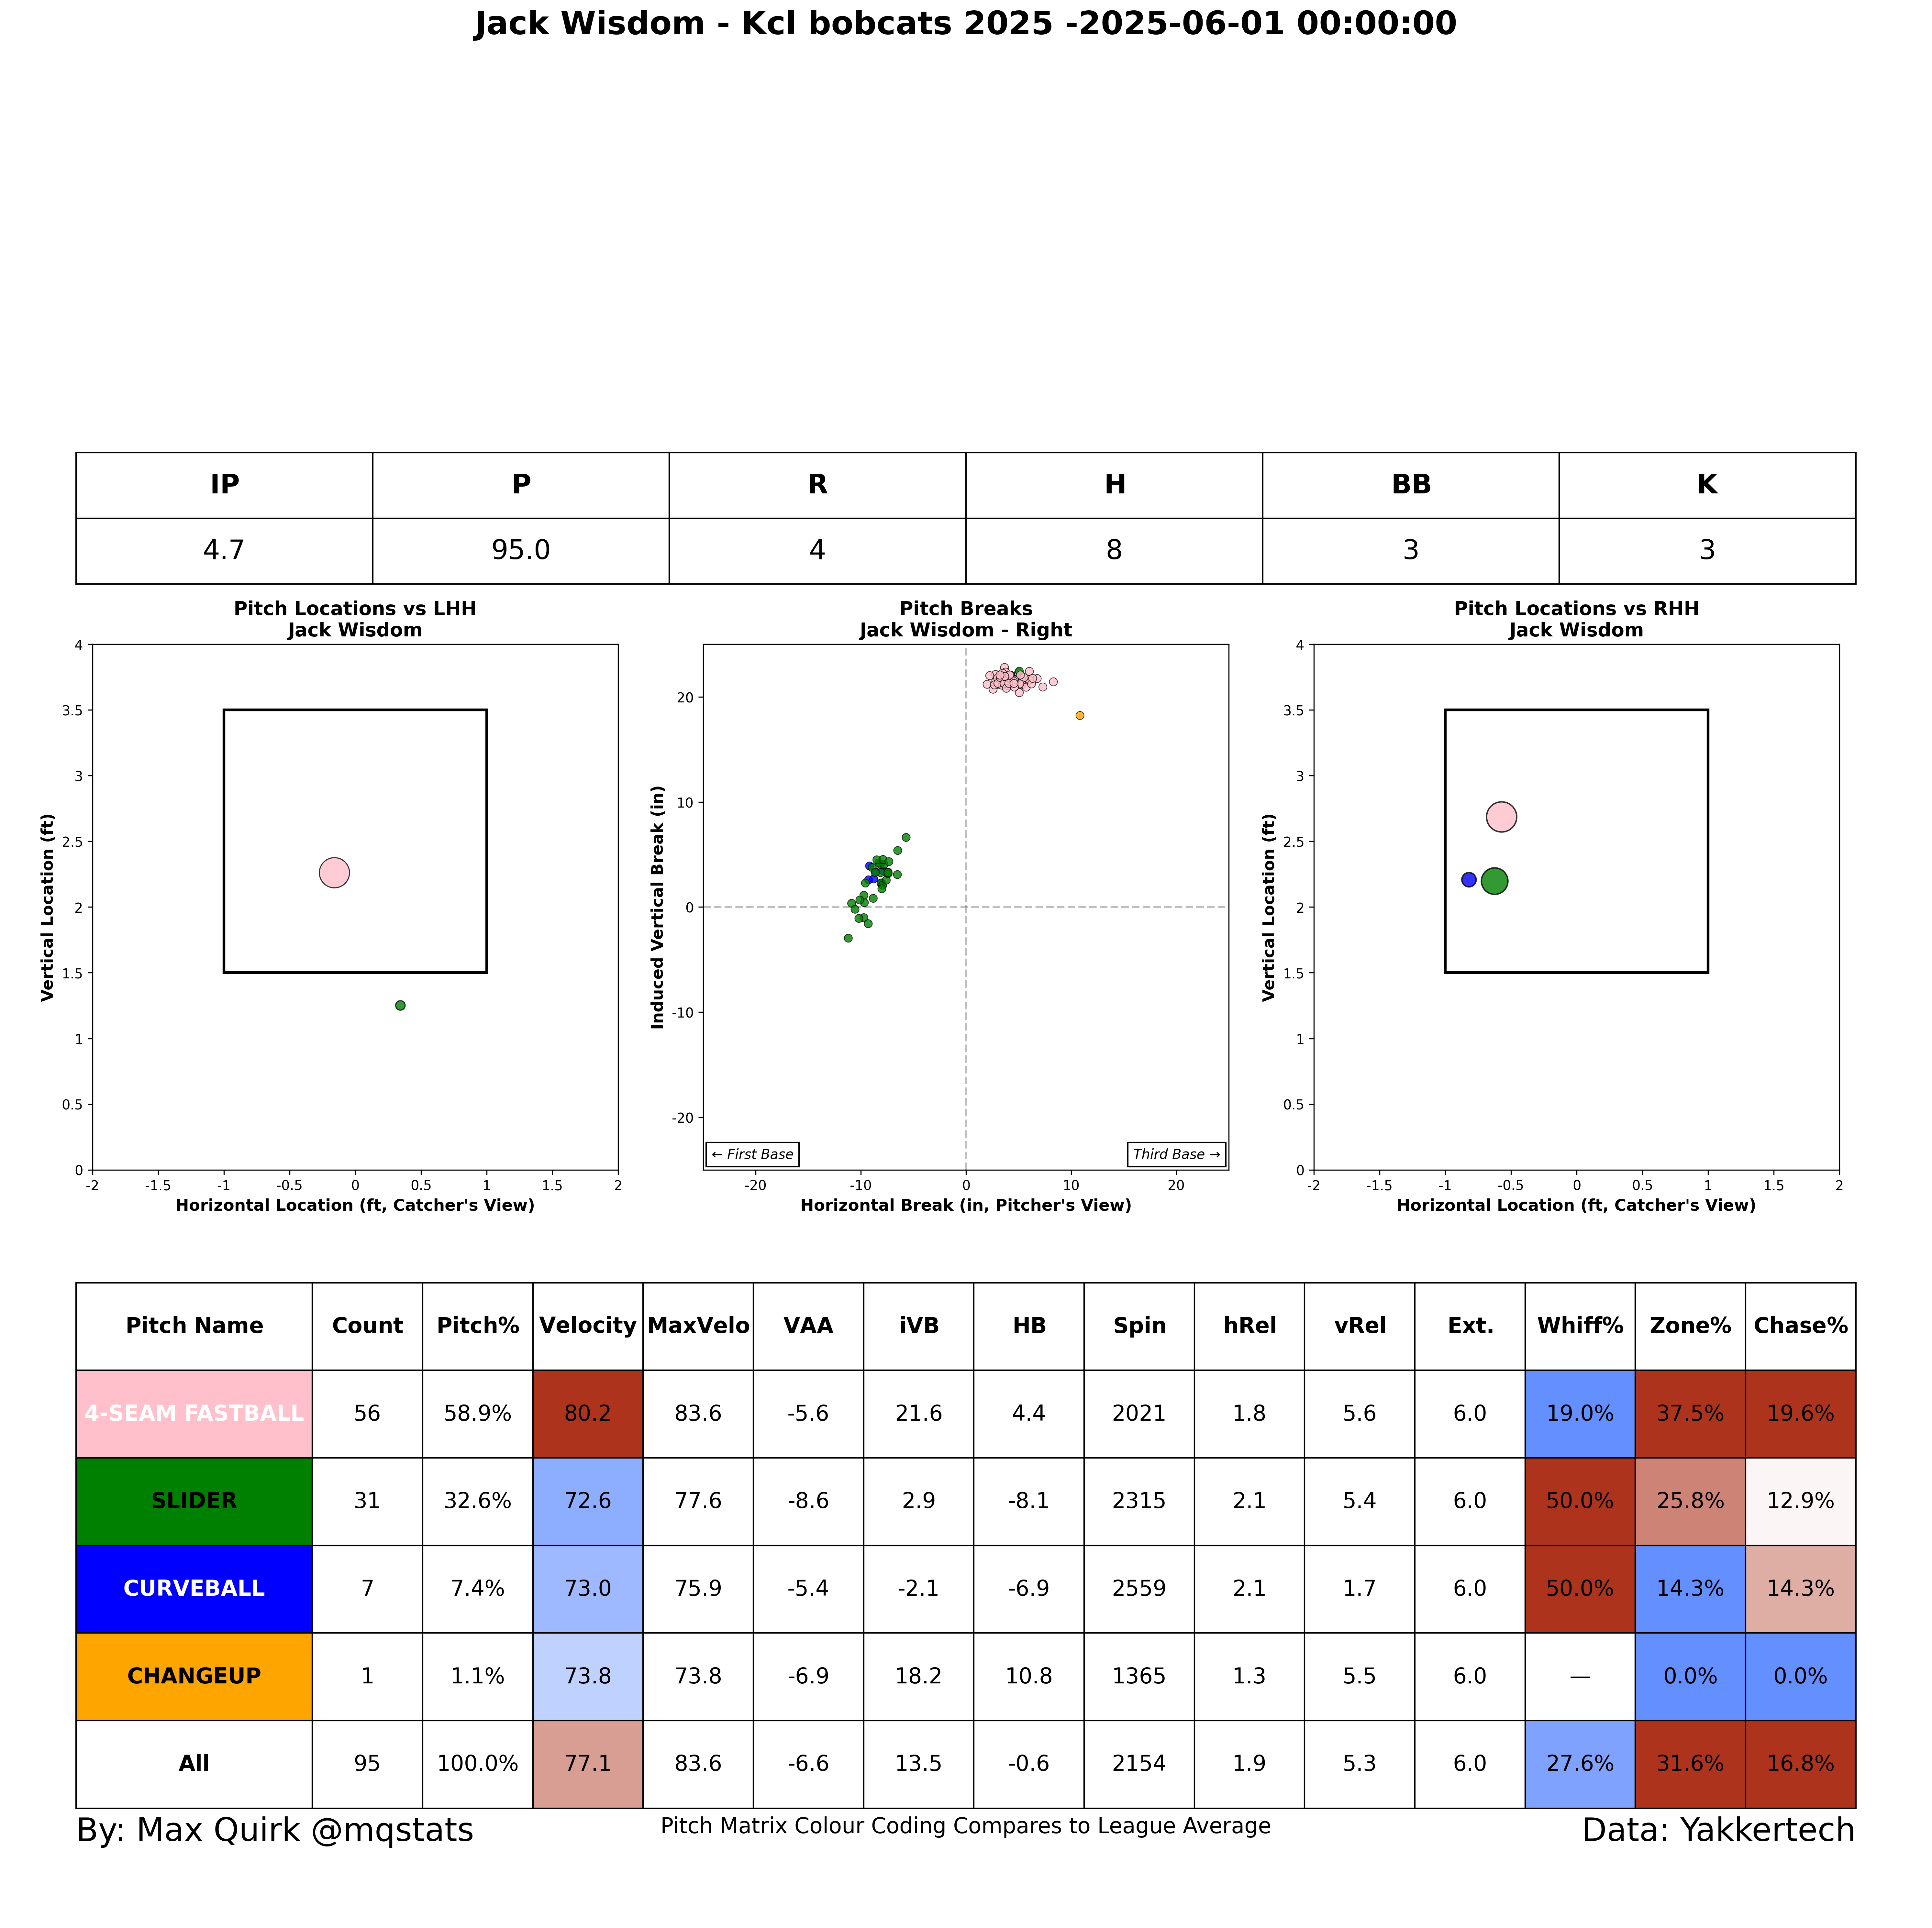 Jack Wisdom - Kcl bobcats 2025 -2025-06-01 00:00:00
IP P R H BB K
4.7 95.0 4 8 3 3
Pitch Locations vs LHH
Jack Wisdom
4
3.5
3
2.5
2
1.5
1
0.5
0
-2 -1.5 -1 -0.5 0 0.5 1 1.5 2
Vertical Location (ft)
Horizontal Location (ft, Catcher's View)
Pitch Breaks
Jack Wisdom - Right
20
10
0
-10
-20
-20 -10 0 10 20
Induced Vertical Break (in)
← First Base
Third Base →
Horizontal Break (in, Pitcher's View)
Pitch Locations vs RHH
Jack Wisdom
4
3.5
3
2.5
2
1.5
1
0.5
0
-2 -1.5 -1 -0.5 0 0.5 1 1.5 2
Vertical Location (ft)
Horizontal Location (ft, Catcher's View)
Pitch Name Count Pitch% Velocity MaxVelo VAA iVB HB Spin hRel vRel Ext. Whiff% Zone% Chase%
4-SEAM FASTBALL 56 58.9% 80.2 83.6 -5.6 21.6 4.4 2021 1.8 5.6 6.0 19.0% 37.5% 19.6%
SLIDER 31 32.6% 72.6 77.6 -8.6 2.9 -8.1 2315 2.1 5.4 6.0 50.0% 25.8% 12.9%
CURVEBALL 7 7.4% 73.0 75.9 -5.4 -2.1 -6.9 2559 2.1 1.7 6.0 50.0% 14.3% 14.3%
CHANGEUP 1 1.1% 73.8 73.8 -6.9 18.2 10.8 1365 1.3 5.5 6.0 — 0.0% 0.0%
All 95 100.0% 77.1 83.6 -6.6 13.5 -0.6 2154 1.9 5.3 6.0 27.6% 31.6% 16.8%
By: Max Quirk @mqstats
Pitch Matrix Colour Coding Compares to League Average
Data: Yakkertech